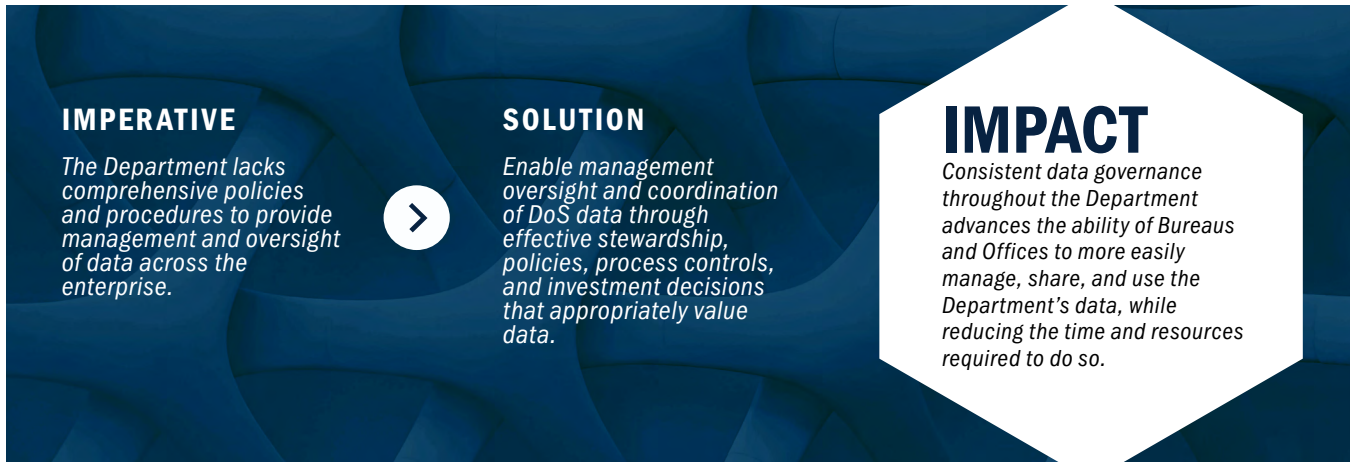 IMPERATIVE
The Department lacks
comprehensive policies
and procedures to provide
management and oversight
of data across the
enterprise.
SOLUTION
Enable management
oversight and coordination
of DoS data through
effective stewardship,
policies, process controls,
and investment decisions
that appropriately value
data.
IMPACT
Consistent data governance
throughout the Department
advances the ability of Bureaus
and Offices to more easily
manage, share, and use the
Department’s data, while
reducing the time and resources
required to do so.